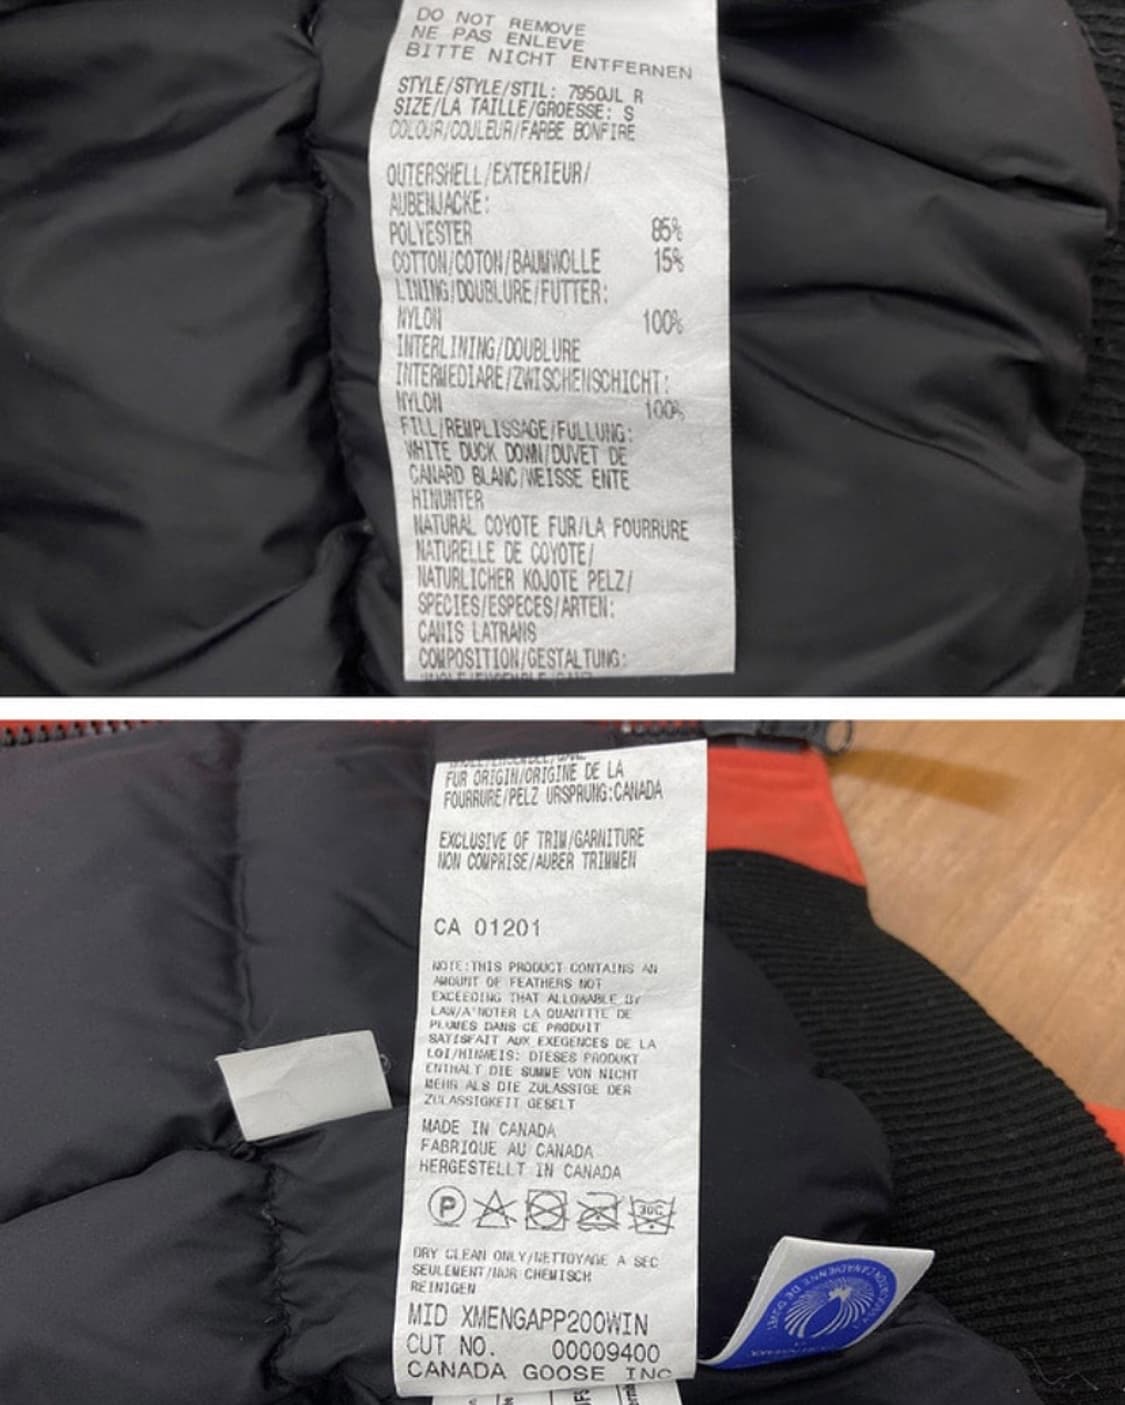 DO NOT REMOVE
NE PAS ENLEVE
BITTE NICHT ENTFERNEN
STYLE/STYLE/STIL: 7950JL R
SIZE/LA TAILLE/GROESSE: S
COLOUR/COULEUR/FARBE BONFIRE
OUTERSHELL/EXTERIEUR/
AUBENJACKE:
POLYESTER 85%
COTTON/COTON/BAUMWOLLE 15%
LINING/DOUBLURE/FUTTER:
NYLON 100%
INTERLINING/DOUBLURE
INTERMEDIARE/ZWISCHENSCHICHT:
NYLON 100%
FILL/REMPLISSAGE/FULLUNG:
WHITE DUCK DOWN/DUVET DE
CANARD BLANC/WEISSE ENTE
HINUNTER
NATURAL COYOTE FUR/LA FOURRURE
NATURELLE DE COYOTE/
NATURLICHER KOJOTE PELZ/
SPECIES/ESPECES/ARTEN:
CANIS LATRANS
COMPOSITION/GESTALTUNG:
FUR ORIGIN/ORIGINE DE LA
FOURRURE/PELZ URSPRUNG:CANADA
EXCLUSIVE OF TRIM/GARNITURE
NON COMPRISE/AUBER TRIMMEN
CA 01201
NOTE:THIS PRODUCT CONTAINS AN
AMOUNT OF FEATHERS NOT
EXCEEDING THAT ALLOWABLE BY
LAW/A'NOTER LA QUANTITE DE
PLUMES DANS CE PRODUIT
SATISFAIT AUX EXEGENCES DE LA
LOI/HINWEIS: DIESES PRODUKT
ENTHALT DIE SUMME VON NICHT
MEHR ALS DIE ZULASSIGE DER
ZULASSIGKEIT GESELT
MADE IN CANADA
FABRIQUE AU CANADA
HERGESTELLT IN CANADA
P
30C
DRY CLEAN ONLY/NETTOYAGE A SEC
SEULEMENT/NUR CHEMISCH
REINIGEN
MID XMENGAPP200WIN
CUT NO. 00009400
CANADA GOOSE INC